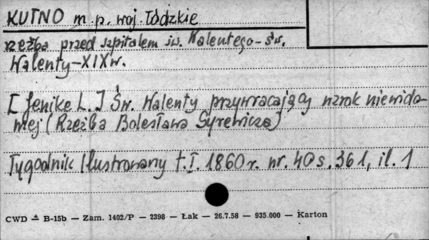 KUTNO m. p. woj. Łódzkie
rzeźba przed szpitalem św. Walentego - św.
Walenty - XIX w.
[Jenike L.] Św. Walenty przywracający wzrok niewido-
mej (Rzeźba Bolesława Syrewicza)
Tygodnik Ilustrowany t. I. 1860 r. nr. 40 s. 361, il. 1
CWD B-15b — Zam. 1402/P — 2398 — Łak — 26.7.58 — 935.000 — Karton